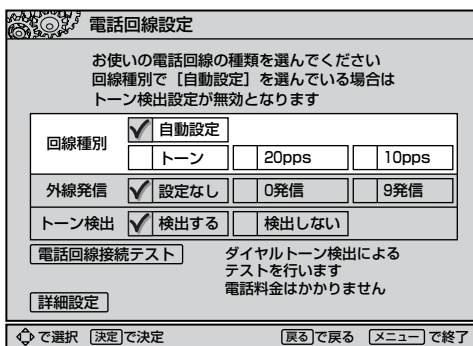 電話回線設定
お使いの電話回線の種類を選んでください
回線種別で［自動設定］を選んでいる場合は
トーン検出設定が無効となります
回線種別 自動設定
トーン 20pps 10pps
外線発信 設定なし 0発信 9発信
トーン検出 検出する 検出しない
電話回線接続テスト ダイヤルトーン検出による
テストを行います
電話料金はかかりません
詳細設定
で選択 決定で決定 戻るで戻る メニューで終了